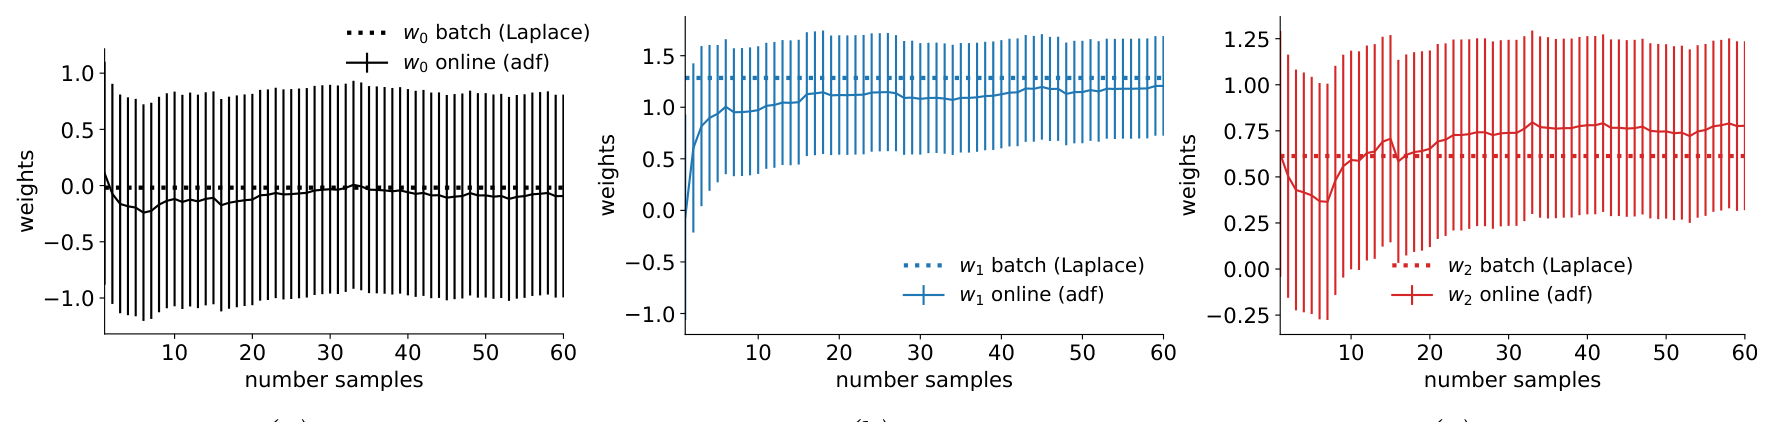 w0 batch (Laplace)
w0 online (adf)
1.0
0.5
0.0
−0.5
−1.0
weights
10 20 30 40 50 60
number samples
1.5
1.0
0.5
0.0
−0.5
−1.0
weights
w1 batch (Laplace)
w1 online (adf)
10 20 30 40 50 60
number samples
1.25
1.00
0.75
0.50
0.25
0.00
−0.25
weights
w2 batch (Laplace)
w2 online (adf)
10 20 30 40 50 60
number samples